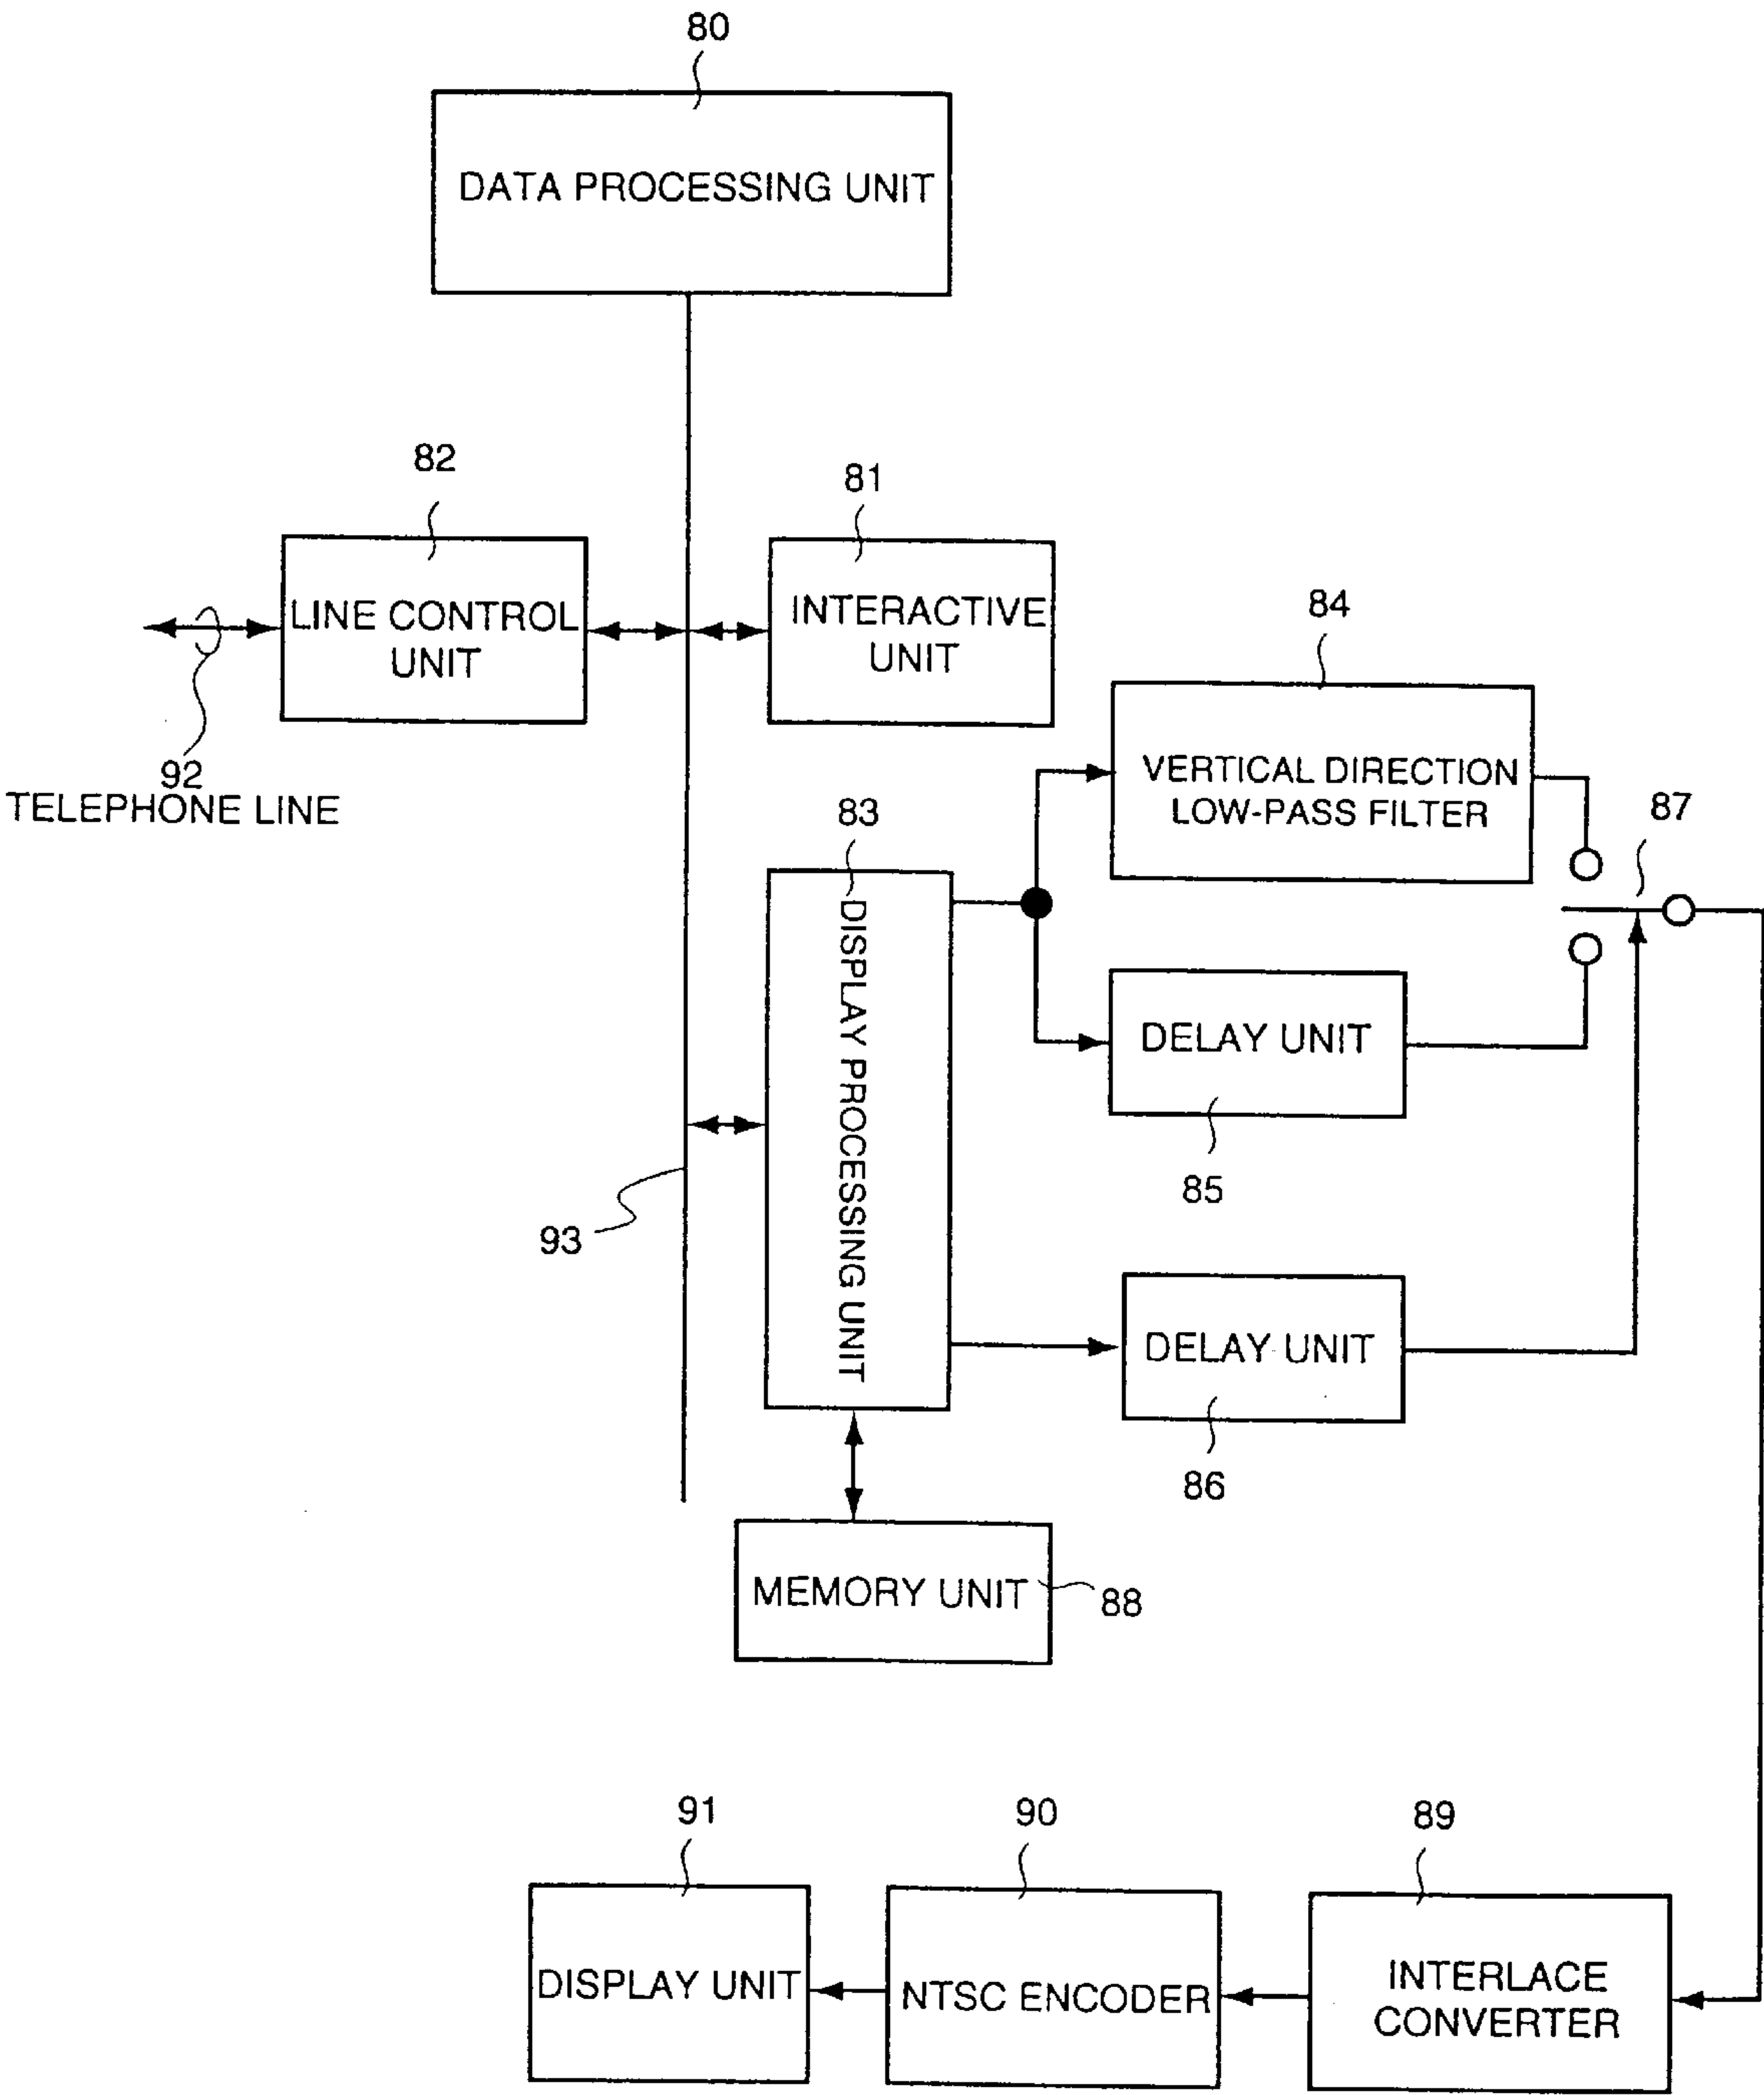 80
DATA PROCESSING UNIT
82
81
LINE CONTROL
UNIT
INTERACTIVE
UNIT
84
92
TELEPHONE LINE
VERTICAL DIRECTION
LOW-PASS FILTER
87
83
DISPLAY PROCESSING UNIT
DELAY UNIT
85
93
DELAY UNIT
86
MEMORY UNIT
88
91
90
89
DISPLAY UNIT
NTSC ENCODER
INTERLACE
CONVERTER